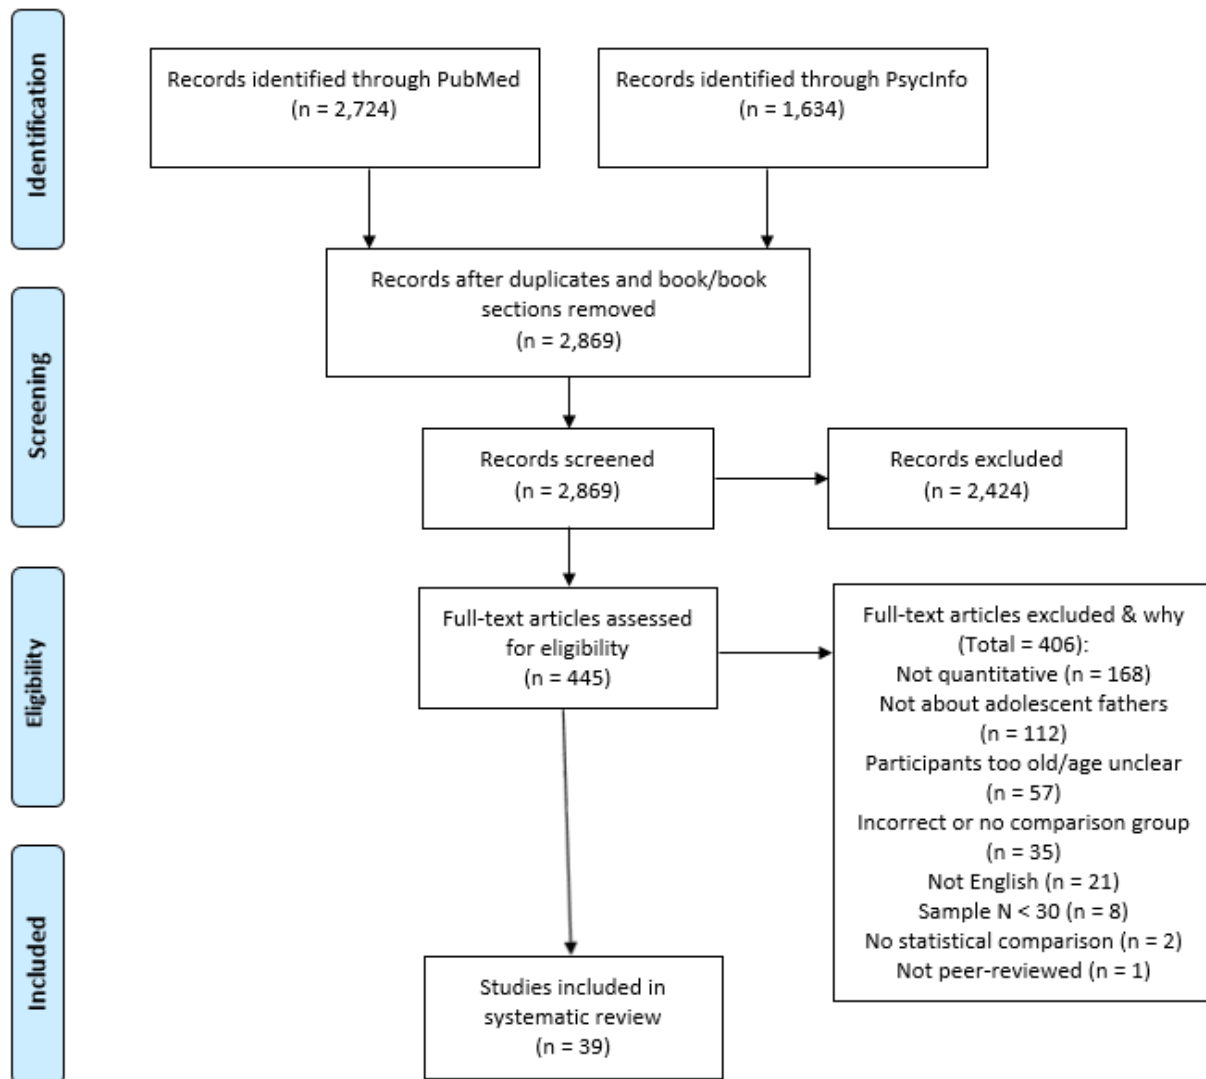 Identification
Records identified through PubMed
(n = 2,724)
Records identified through PsycInfo
(n = 1,634)
Records after duplicates and book/book
sections removed
(n = 2,869)
Screening
Records screened
(n = 2,869)
Records excluded
(n = 2,424)
Eligibility
Full-text articles assessed
for eligibility
(n = 445)
Full-text articles excluded & why
(Total = 406):
Not quantitative (n = 168)
Not about adolescent fathers
(n = 112)
Participants too old/age unclear
(n = 57)
Incorrect or no comparison group
(n = 35)
Not English (n = 21)
Sample N < 30 (n = 8)
No statistical comparison (n = 2)
Not peer-reviewed (n = 1)
Included
Studies included in
systematic review
(n = 39)